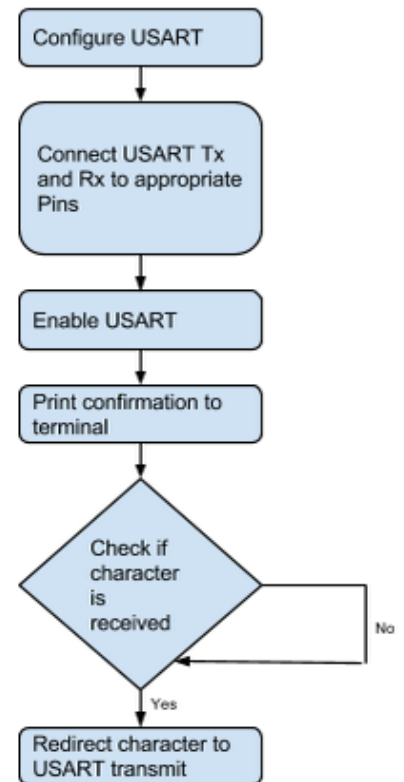 Configure USART
Connect USART Tx
and Rx to appropriate
Pins
Enable USART
Print confirmation to
terminal
Check if
character
is
received
No
Yes
Redirect character to
USART transmit